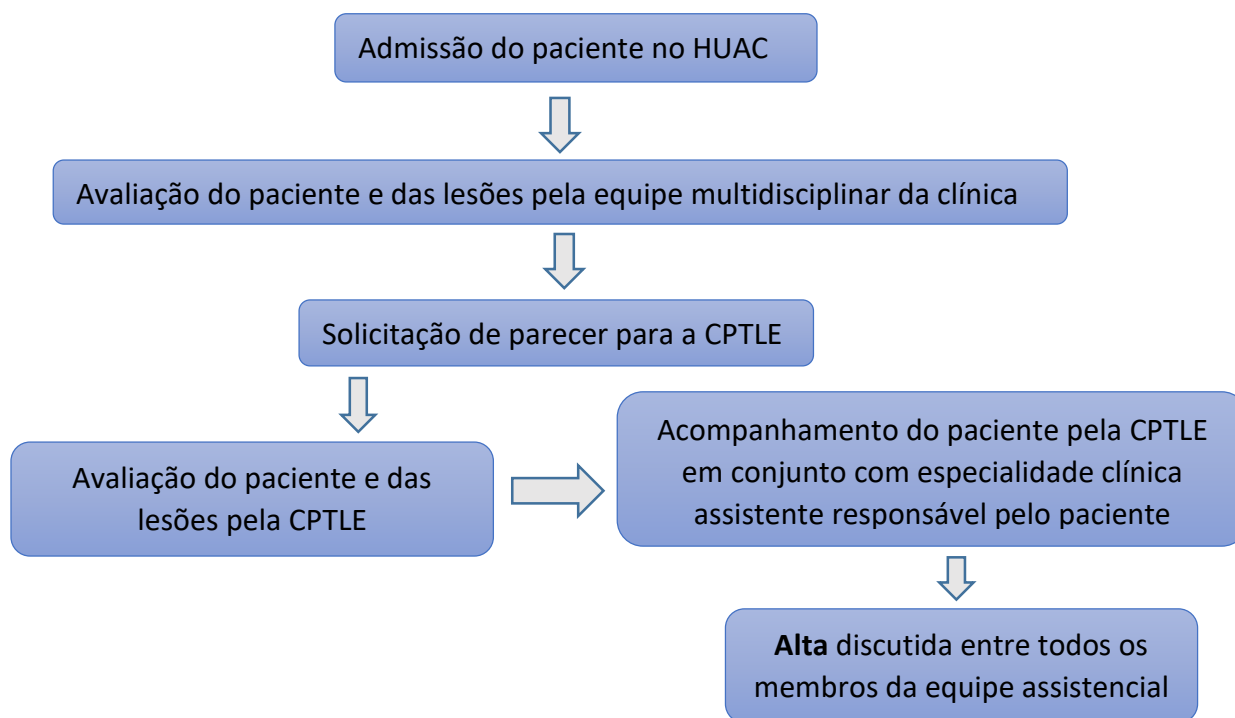 Admissão do paciente no HUAC
Avaliação do paciente e das lesões pela equipe multidisciplinar da clínica
Solicitação de parecer para a CPTLE
Avaliação do paciente e das
lesões pela CPTLE
Acompanhamento do paciente pela CPTLE
em conjunto com especialidade clínica
assistente responsável pelo paciente
Alta discutida entre todos os
membros da equipe assistencial